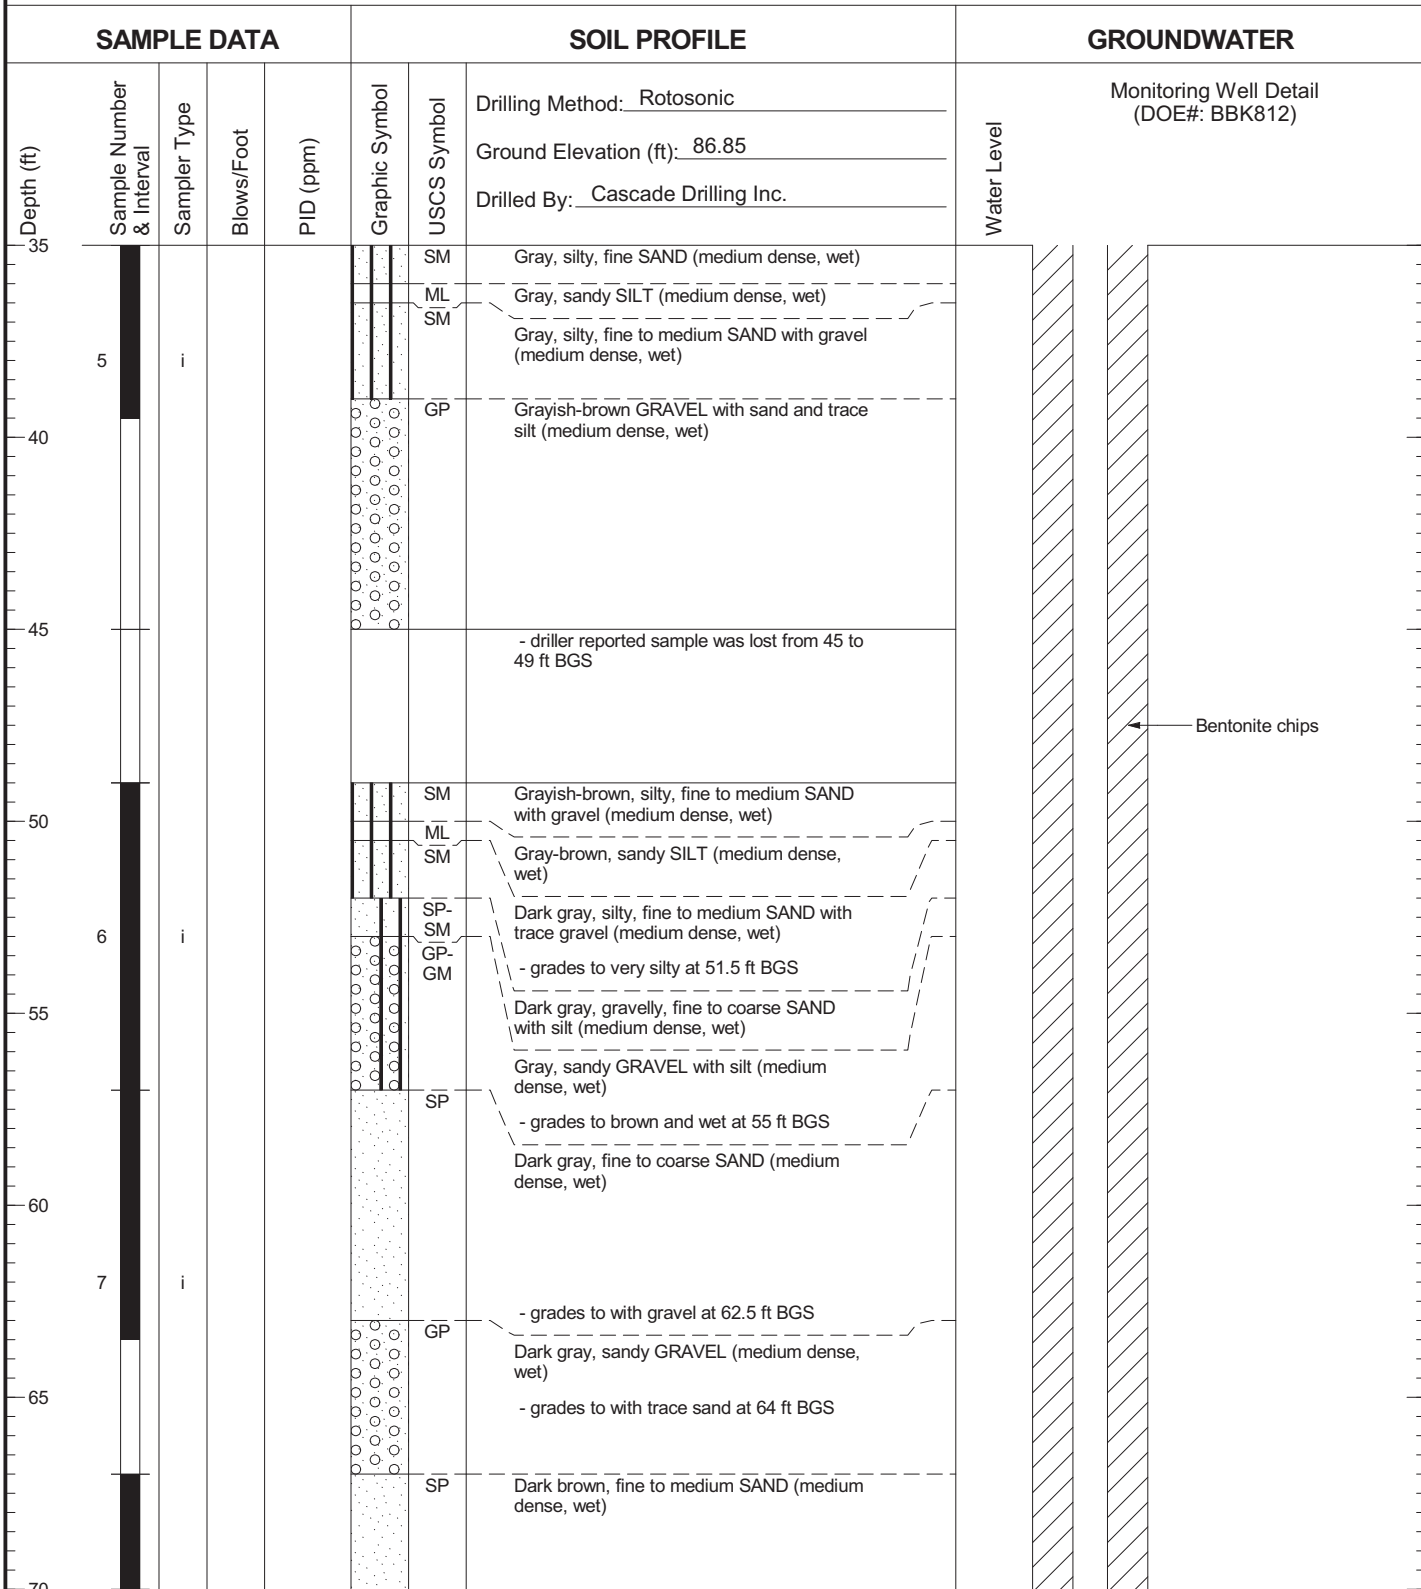 SAMPLE DATA
SOIL PROFILE
GROUNDWATER
Depth (ft)
Sample Number
& Interval
Sampler Type
Blows/Foot
PID (ppm)
Graphic Symbol
USCS Symbol
Drilling Method: Rotosonic
Ground Elevation (ft): 86.85
Drilled By: Cascade Drilling Inc.
Water Level
Monitoring Well Detail
(DOE#: BBK812)
35
SM
Gray, silty, fine SAND (medium dense, wet)
ML
Gray, sandy SILT (medium dense, wet)
SM
Gray, silty, fine to medium SAND with gravel
(medium dense, wet)
5
i
GP
Grayish-brown GRAVEL with sand and trace
silt (medium dense, wet)
40
45
- driller reported sample was lost from 45 to
49 ft BGS
Bentonite chips
SM
Grayish-brown, silty, fine to medium SAND
with gravel (medium dense, wet)
50
ML
Gray-brown, sandy SILT (medium dense,
wet)
SM
Dark gray, silty, fine to medium SAND with
trace gravel (medium dense, wet)
SP-
SM
6
i
- grades to very silty at 51.5 ft BGS
GP-
GM
Dark gray, gravelly, fine to coarse SAND
with silt (medium dense, wet)
55
Gray, sandy GRAVEL with silt (medium
dense, wet)
SP
- grades to brown and wet at 55 ft BGS
Dark gray, fine to coarse SAND (medium
dense, wet)
60
7
i
- grades to with gravel at 62.5 ft BGS
GP
Dark gray, sandy GRAVEL (medium dense,
wet)
65
- grades to with trace sand at 64 ft BGS
SP
Dark brown, fine to medium SAND (medium
dense, wet)
70